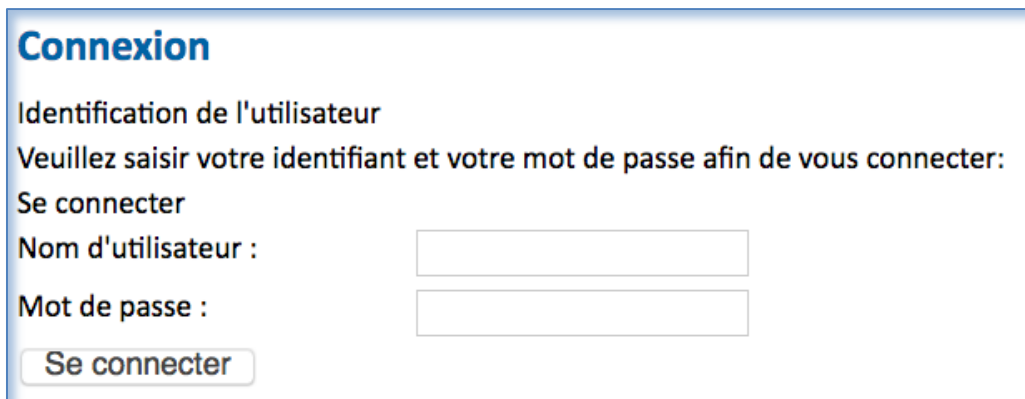 Connexion
Identification de l'utilisateur
Veuillez saisir votre identifiant et votre mot de passe afin de vous connecter:
Se connecter
Nom d'utilisateur :
Mot de passe :
Se connecter